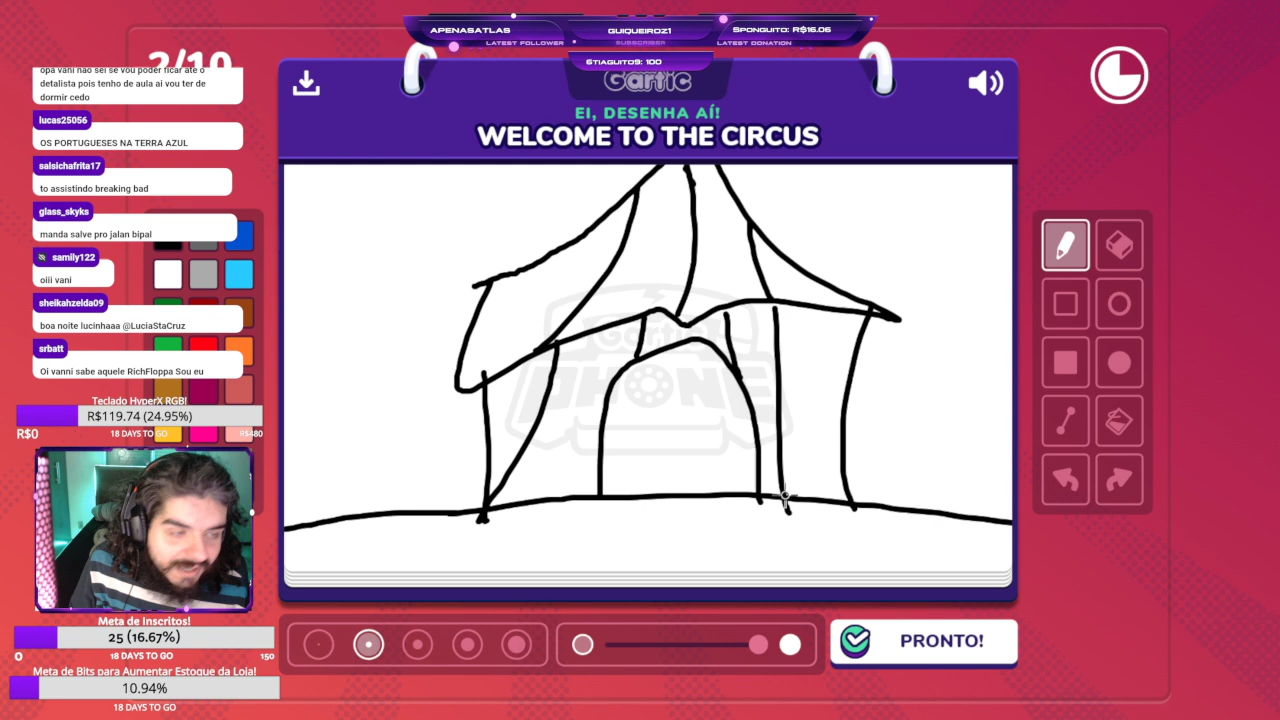 APENASATLAS
LATEST FOLLOWER
GUIQUEIROZ1
SUBSCRIBER
SPONGUITO: R$16.06
LATEST DONATION
6TIAGUITO9: 100
Gartic
EI, DESENHA AÍ!
WELCOME TO THE CIRCUS
2/10
opa vani não sei se vou poder ficar ate o
detalista pois tenho de aula ai vou ter de
dormir cedo
lucas25056
OS PORTUGUESES NA TERRA AZUL
salsichafrita17
to assistindo breaking bad
glass_skyks
manda salve pro jalan bipal
samily122
oiii vani
sheikahzelda09
boa noite lucinhaaa @LuciaStaCruz
srbatt
Oi vanni sabe aquele RichFloppa Sou eu
Teclado HyperX RGB!
R$119.74 (24.95%)
R$0
18 DAYS TO GO
R$480
Gartic
PHONE
Meta de Inscritos!
25 (16.67%)
0
18 DAYS TO GO
150
Meta de Bits para Aumentar Estoque da Loja!
10.94%
18 DAYS TO GO
PRONTO!